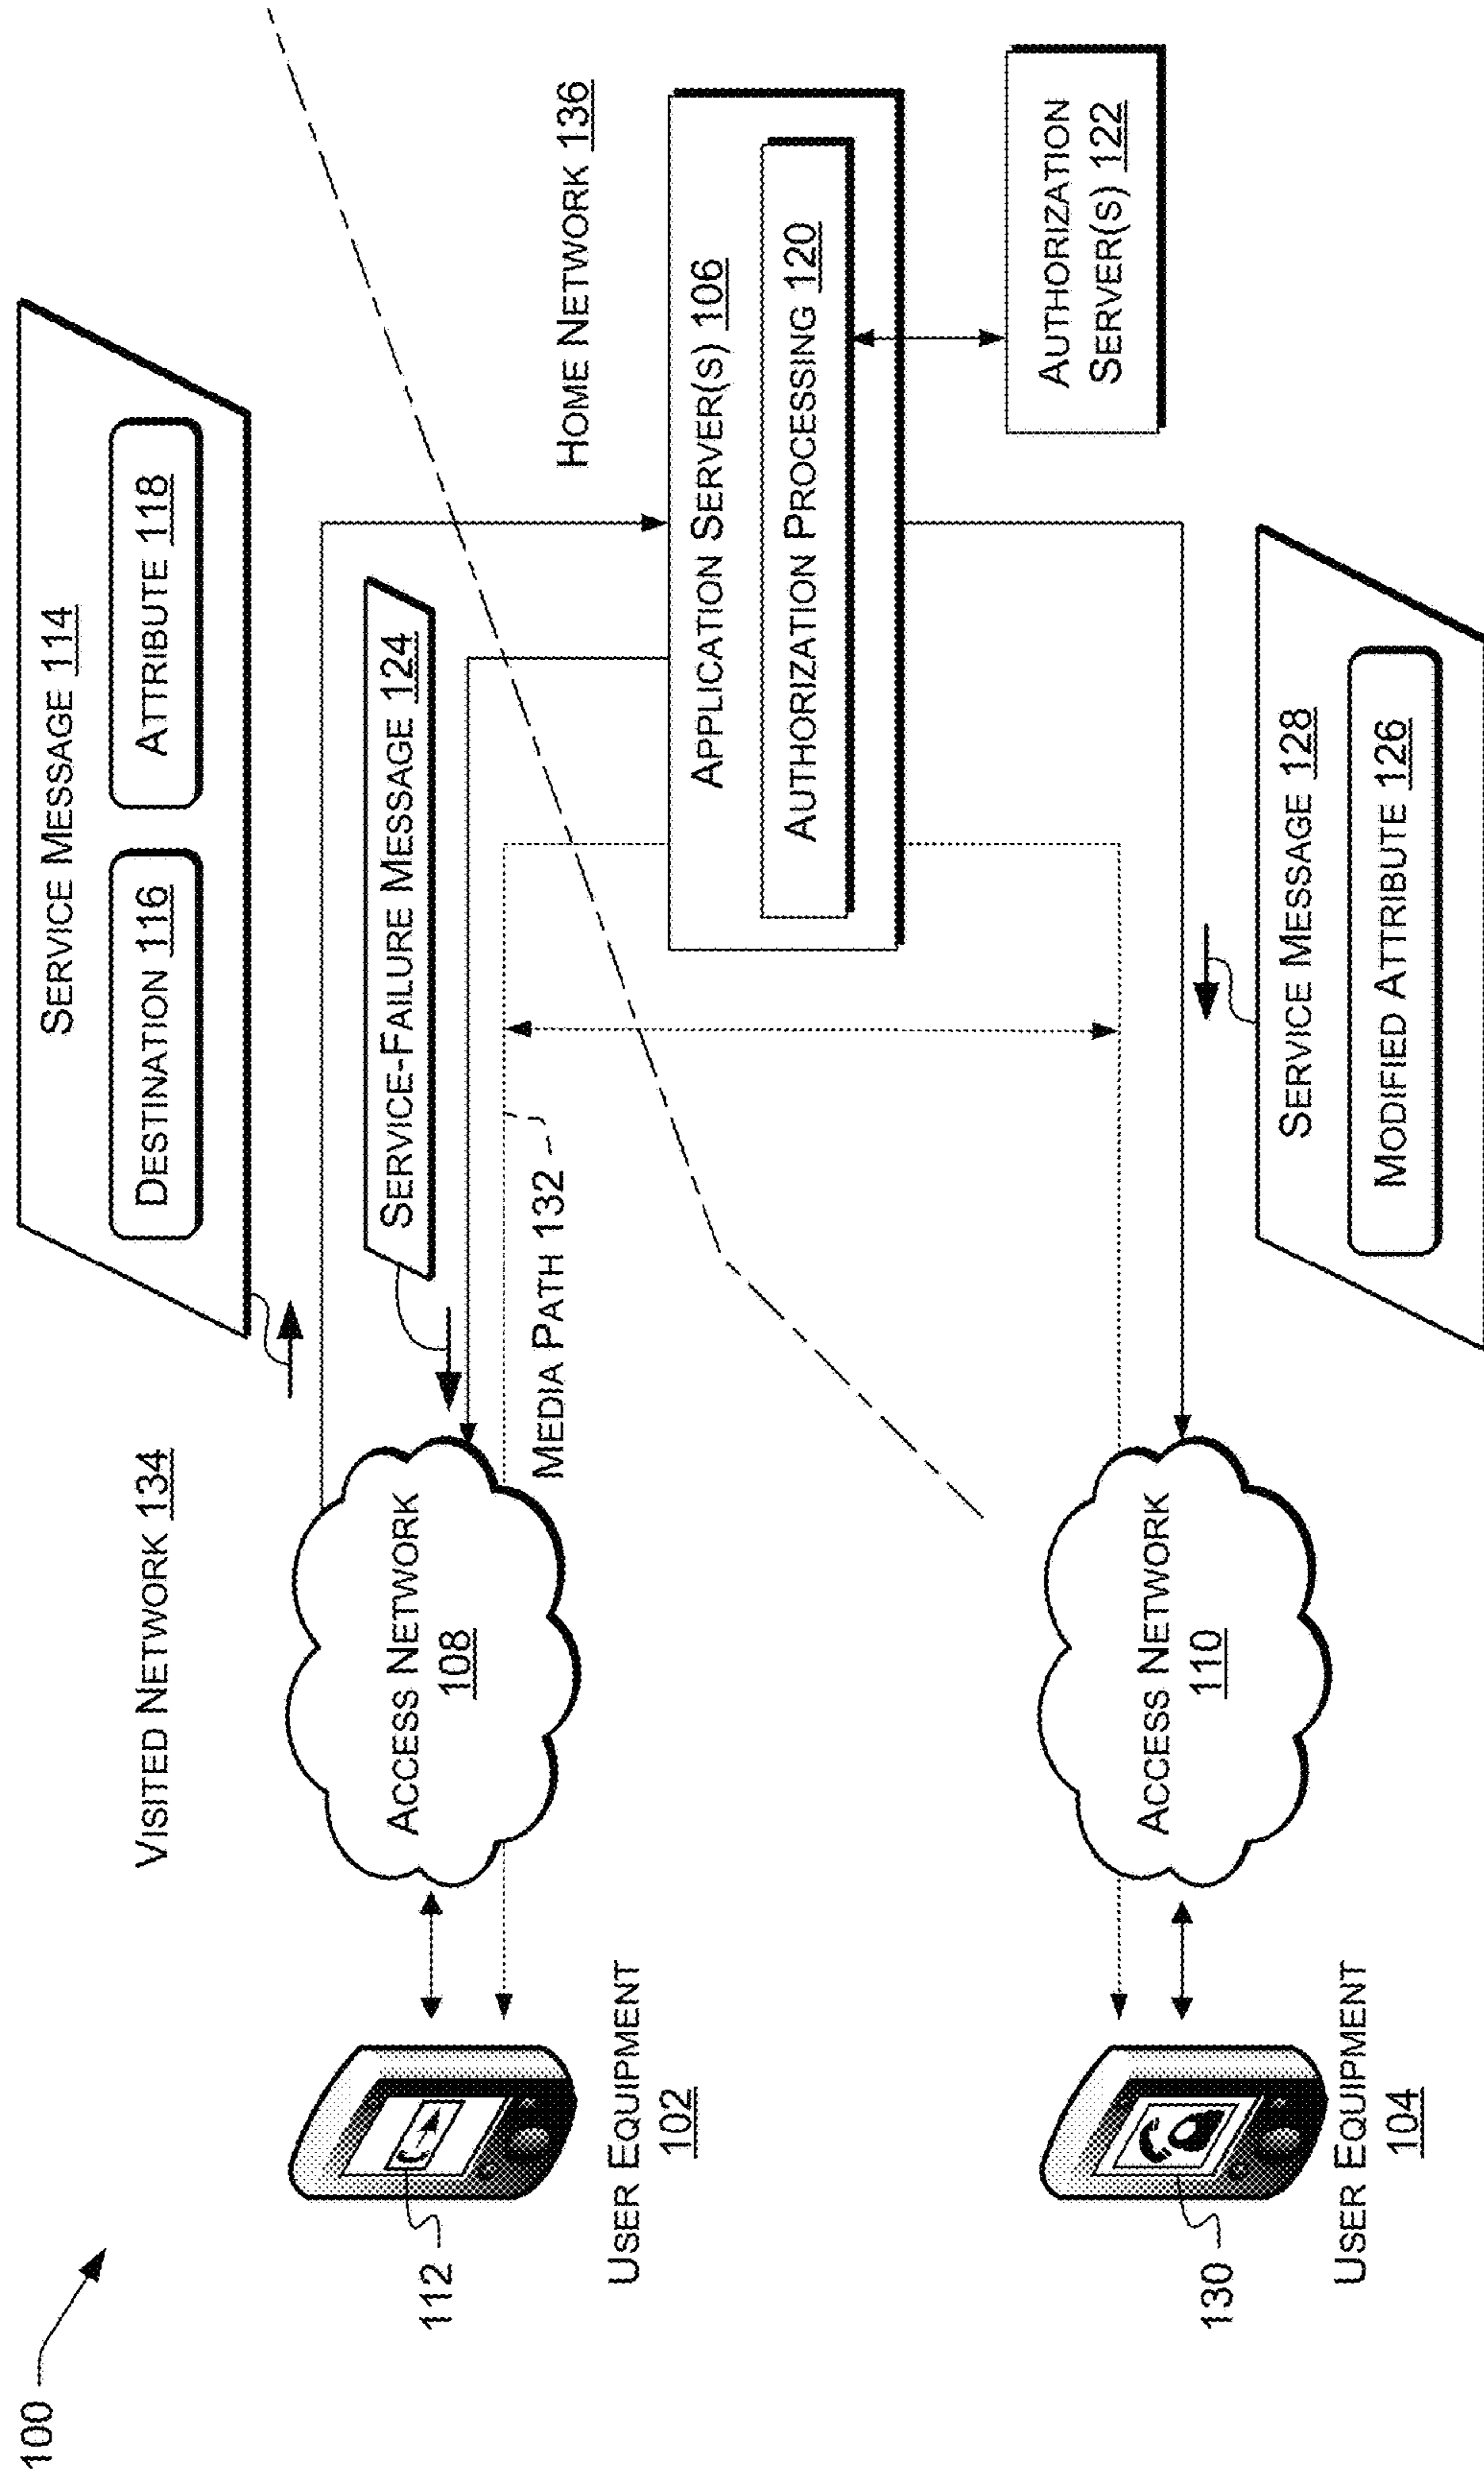 100
VISITED NETWORK 134
SERVICE MESSAGE 114
DESTINATION 116
ATTRIBUTE 118
112
USER EQUIPMENT
102
ACCESS NETWORK
108
SERVICE-FAILURE MESSAGE 124
MEDIA PATH 132
HOME NETWORK 136
APPLICATION SERVER(S) 106
AUTHORIZATION PROCESSING 120
AUTHORIZATION
SERVER(S) 122
130
USER EQUIPMENT
104
ACCESS NETWORK
110
SERVICE MESSAGE 128
MODIFIED ATTRIBUTE 126